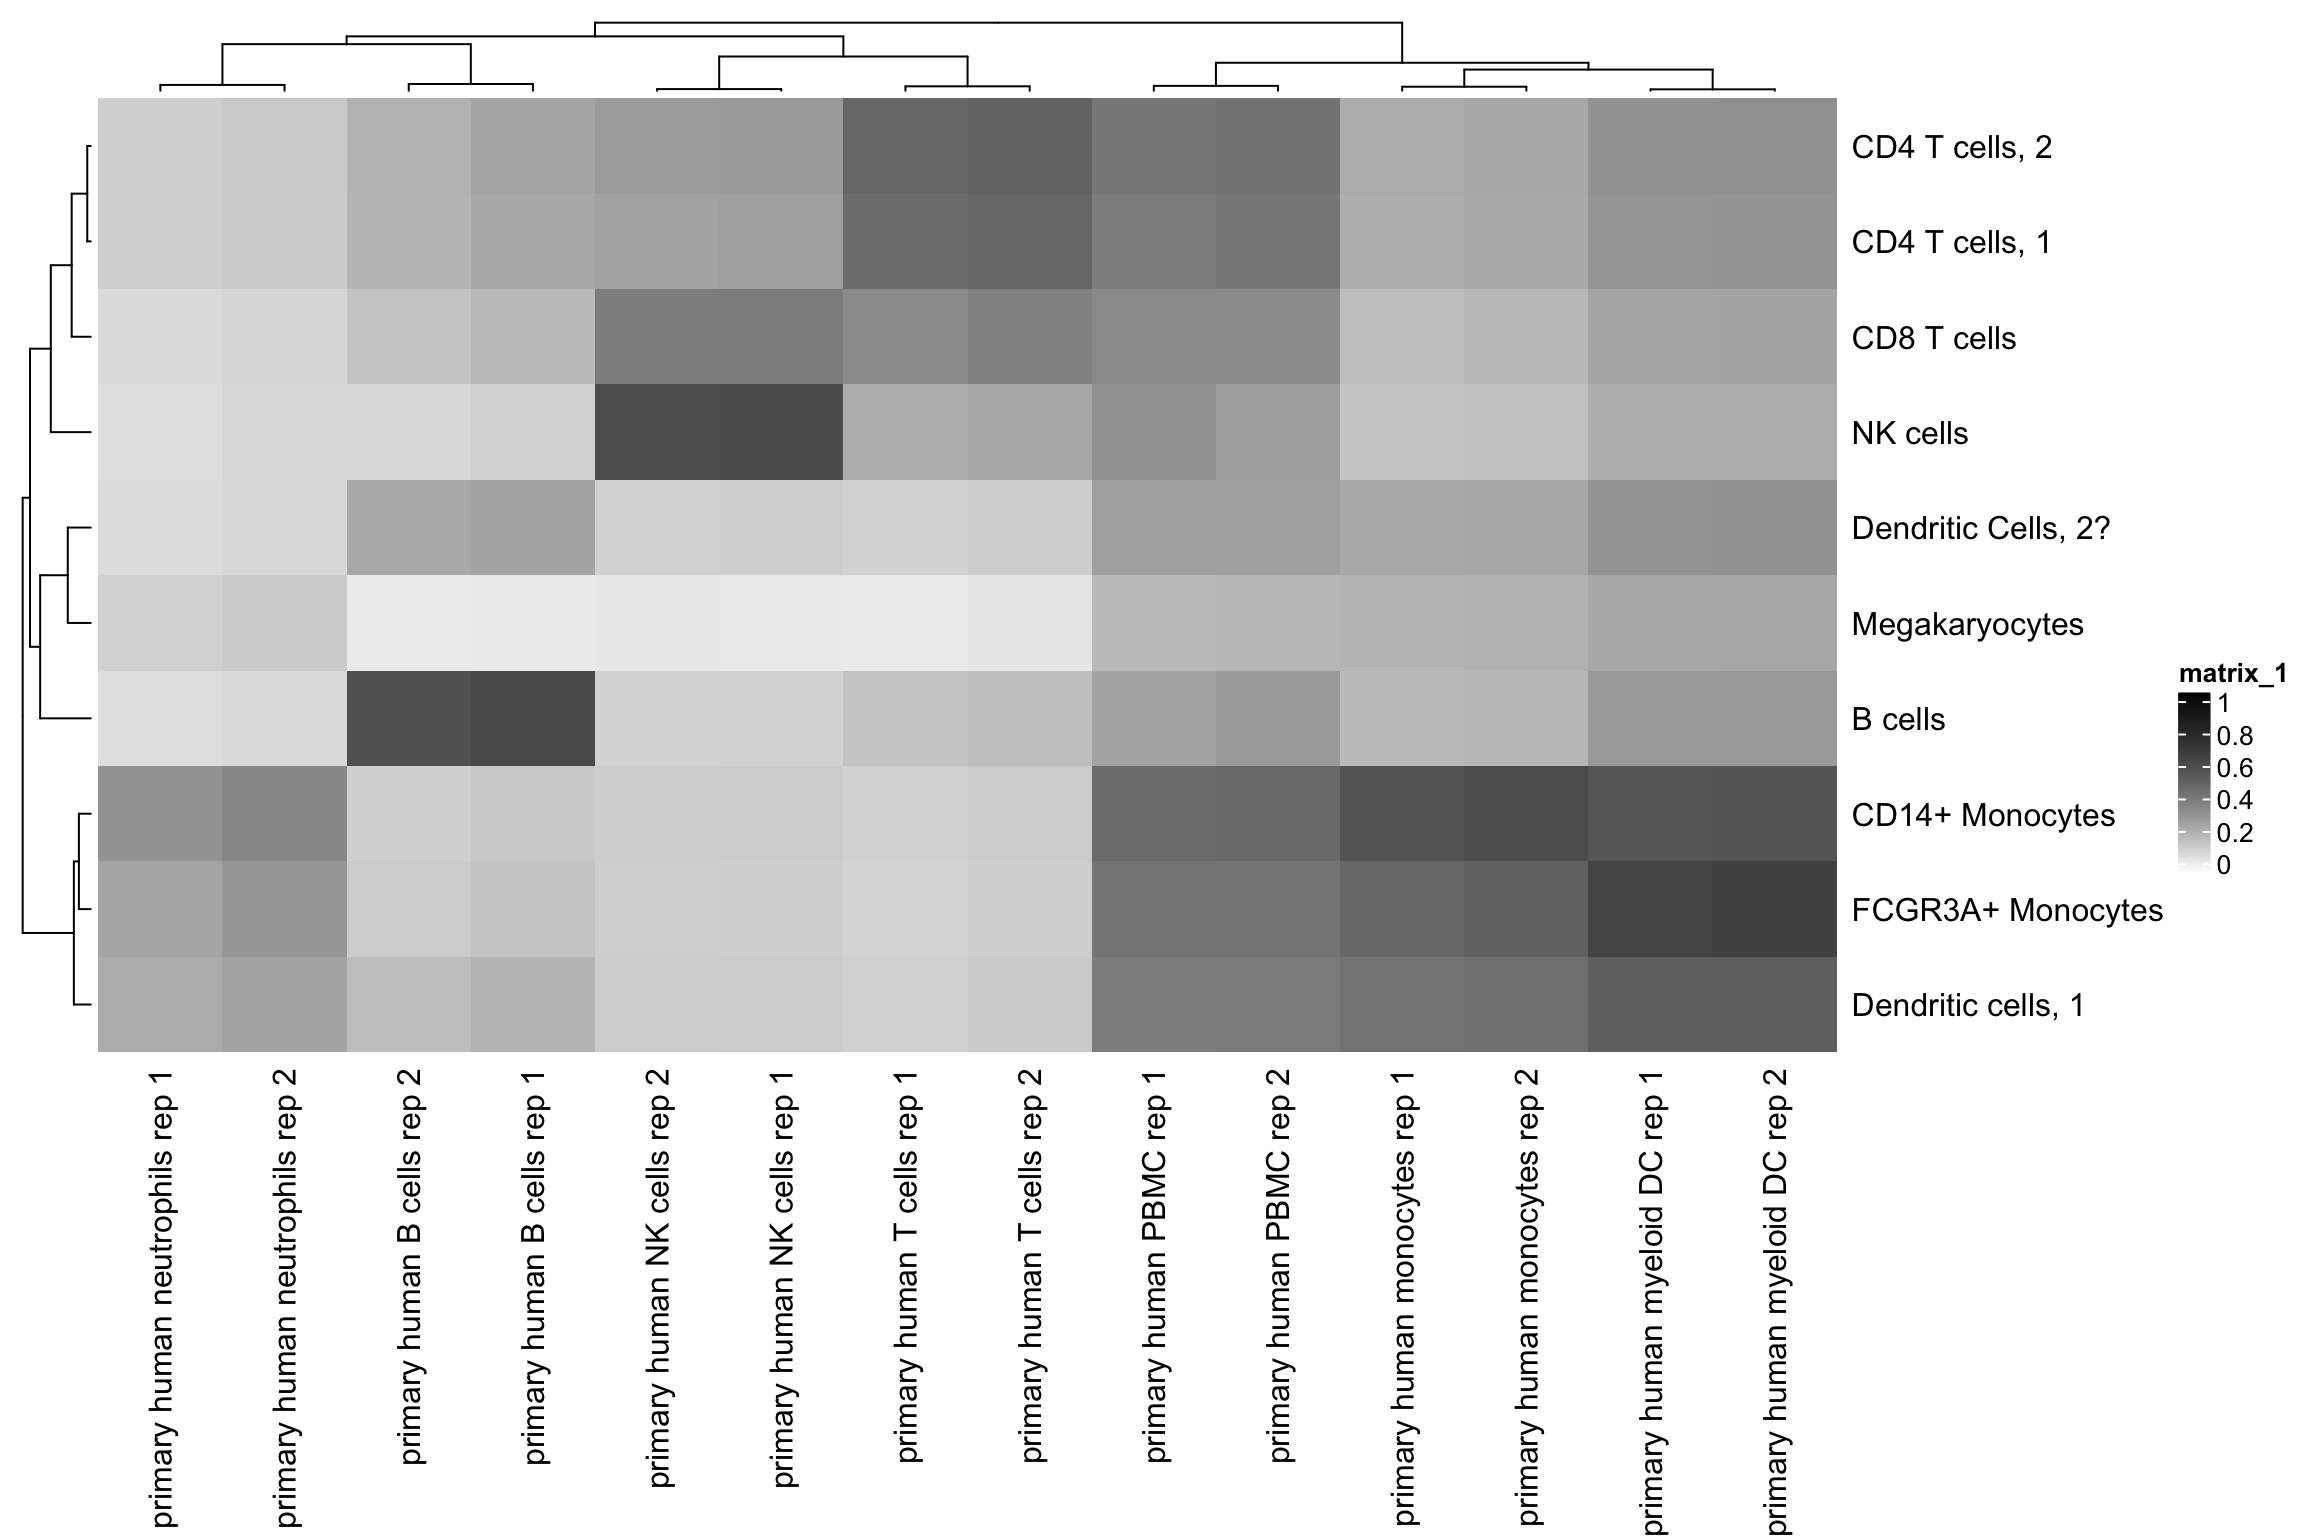 CD4 T cells, 2
CD4 T cells, 1
CD8 T cells
NK cells
Dendritic Cells, 2?
Megakaryocytes
B cells
CD14+ Monocytes
FCGR3A+ Monocytes
Dendritic cells, 1
matrix_1
1
0.8
0.6
0.4
0.2
0
primary human neutrophils rep 1
primary human neutrophils rep 2
primary human B cells rep 2
primary human B cells rep 1
primary human NK cells rep 2
primary human NK cells rep 1
primary human T cells rep 1
primary human T cells rep 2
primary human PBMC rep 1
primary human PBMC rep 2
primary human monocytes rep 1
primary human monocytes rep 2
primary human myeloid DC rep 1
primary human myeloid DC rep 2